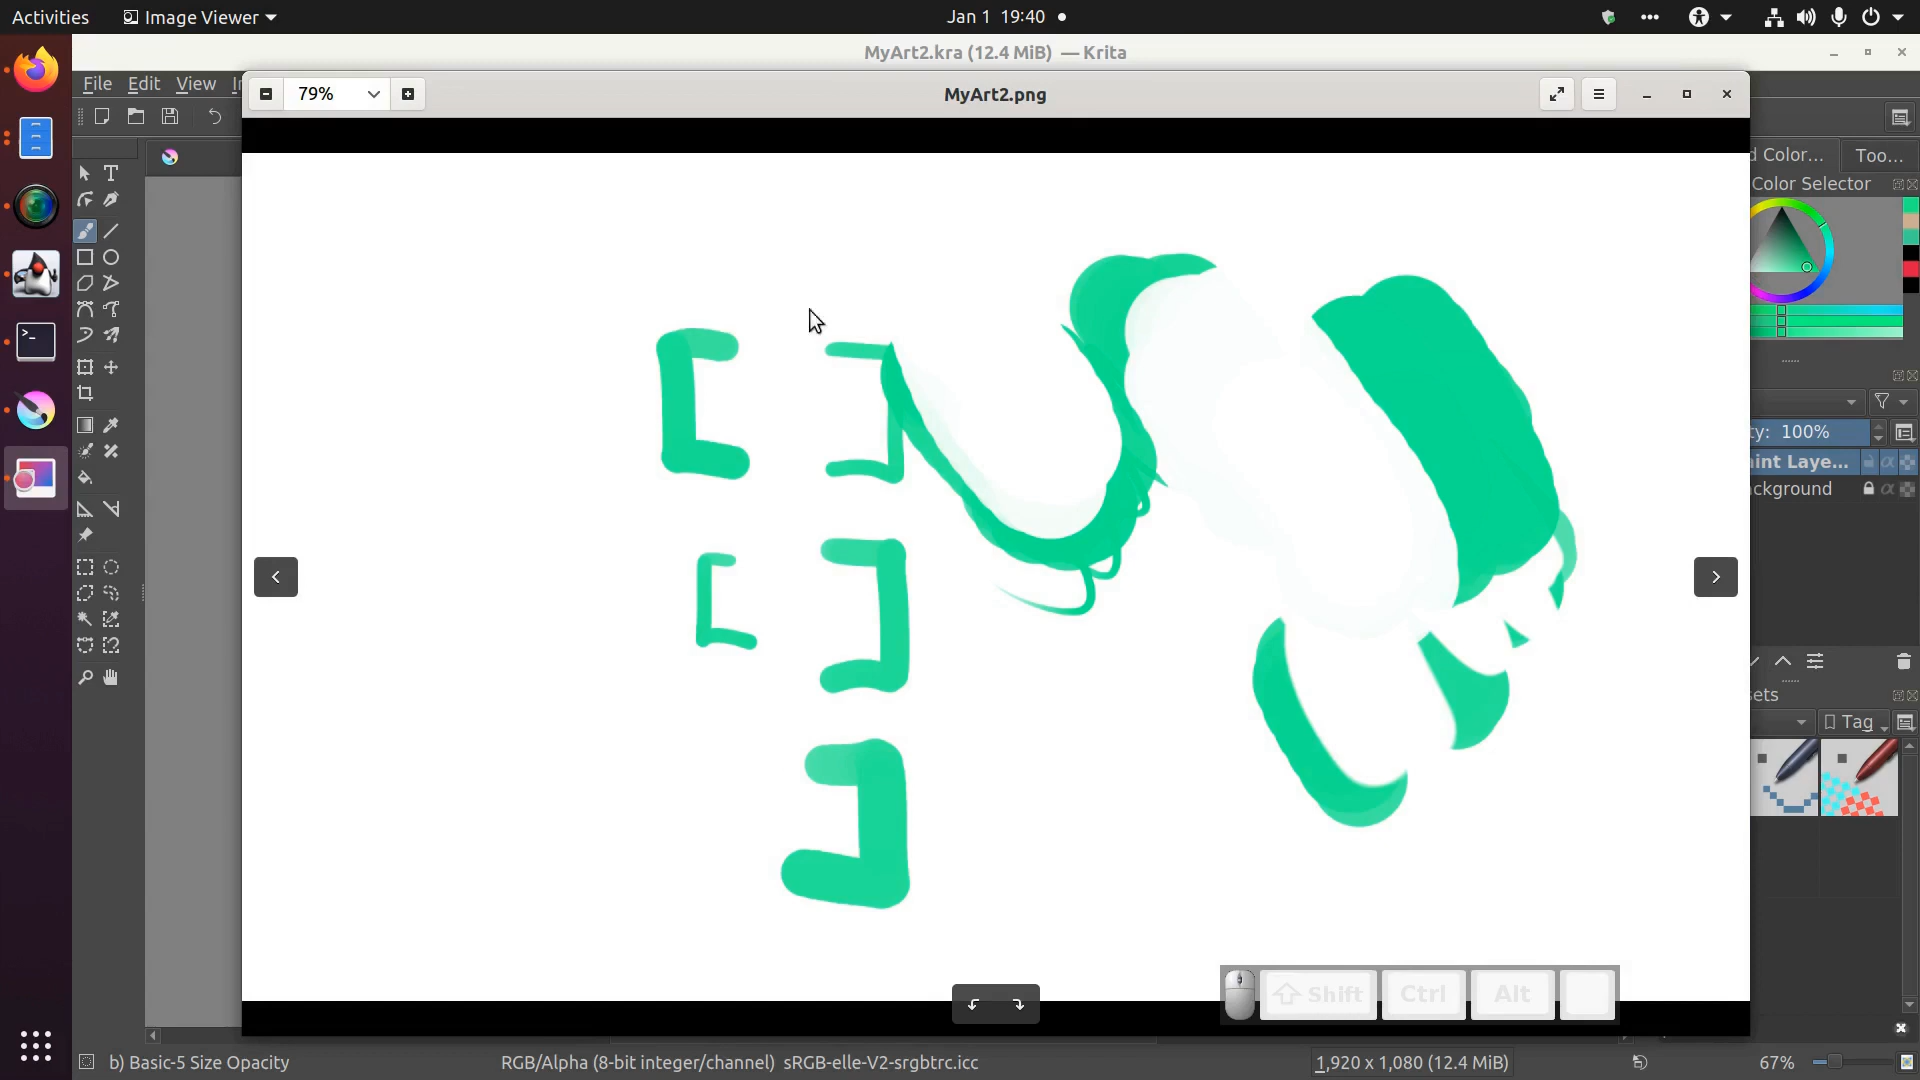 Activities Image Viewer Jan 1 19:40
MyArt2.kra (12.4 MiB) — Krita
File Edit View
79% MyArt2.png
Color... Too...
Color Selector
100%
Laye...
Tag
Shift Ctrl Alt
b) Basic-5 Size Opacity RGB/Alpha (8-bit integer/channel) sRGB-elle-V2-srgbtrc.icc 1,920 x 1,080 (12.4 MiB) 67%